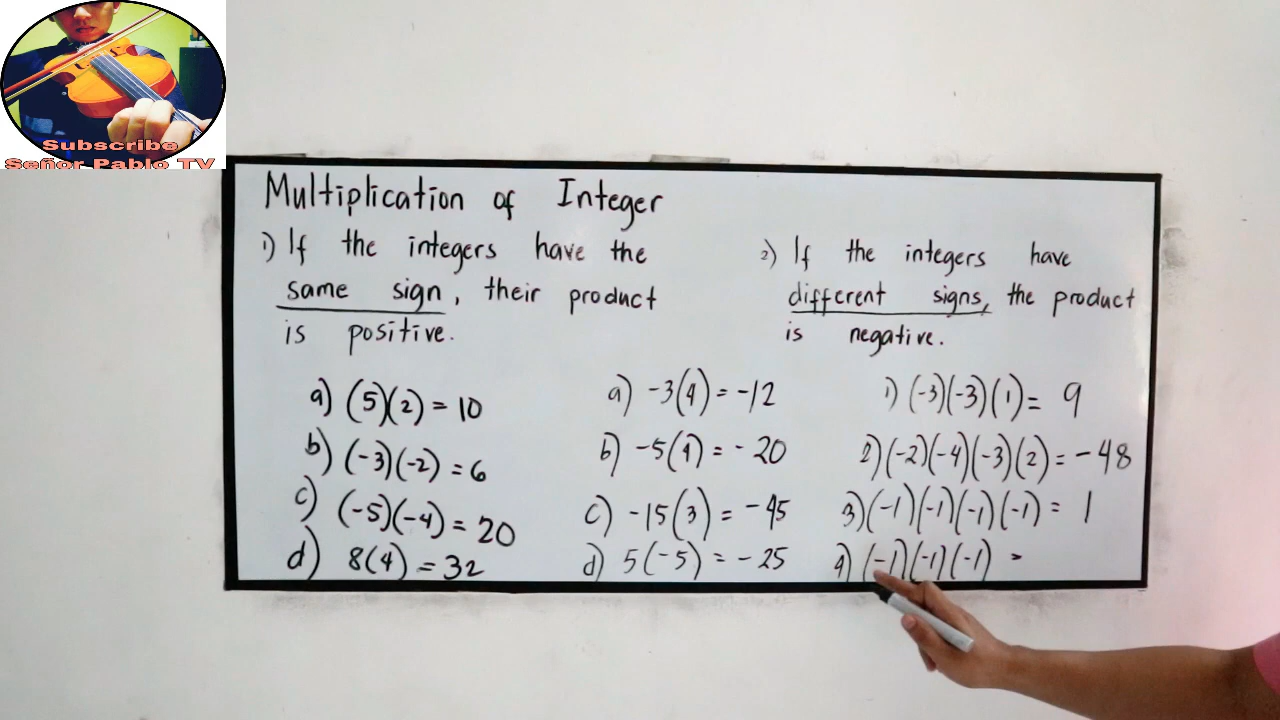 Subscribe
Señor Pablo TV
Multiplication of Integer
1) If the integers have the
same sign, their product
is positive.
a) (5)(2) = 10
b) (-3)(-2) = 6
c) (-5)(-4) = 20
d) 8(4) = 32
2) If the integers have
different signs, the product
is negative.
a) -3(4) = -12
b) -5(4) = -20
c) -15(3) = -45
d) 5(-5) = -25
1) (-3)(-3)(1) = 9
2) (-2)(-4)(-3)(2) = -48
3) (-1)(-1)(-1)(-1) = 1
4) (-1)(-1)(-1) =